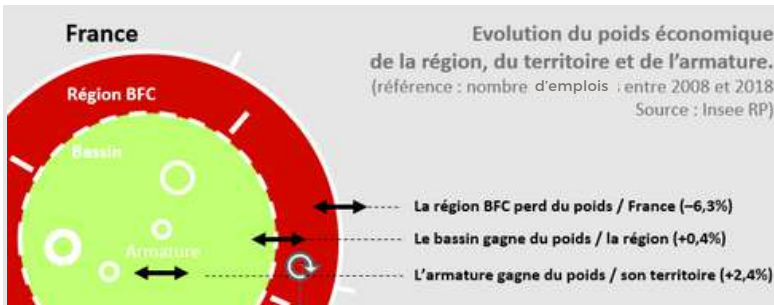 France
Evolution du poids économique
de la région, du territoire et de l'armature.
(référence : nombre d'emplois : entre 2008 et 2018
Source : Insee RP)
Région BFC
Bassin
Armature
La région BFC perd du poids / France (–6,3%)
Le bassin gagne du poids / la région (+0,4%)
L'armature gagne du poids / son territoire (+2,4%)